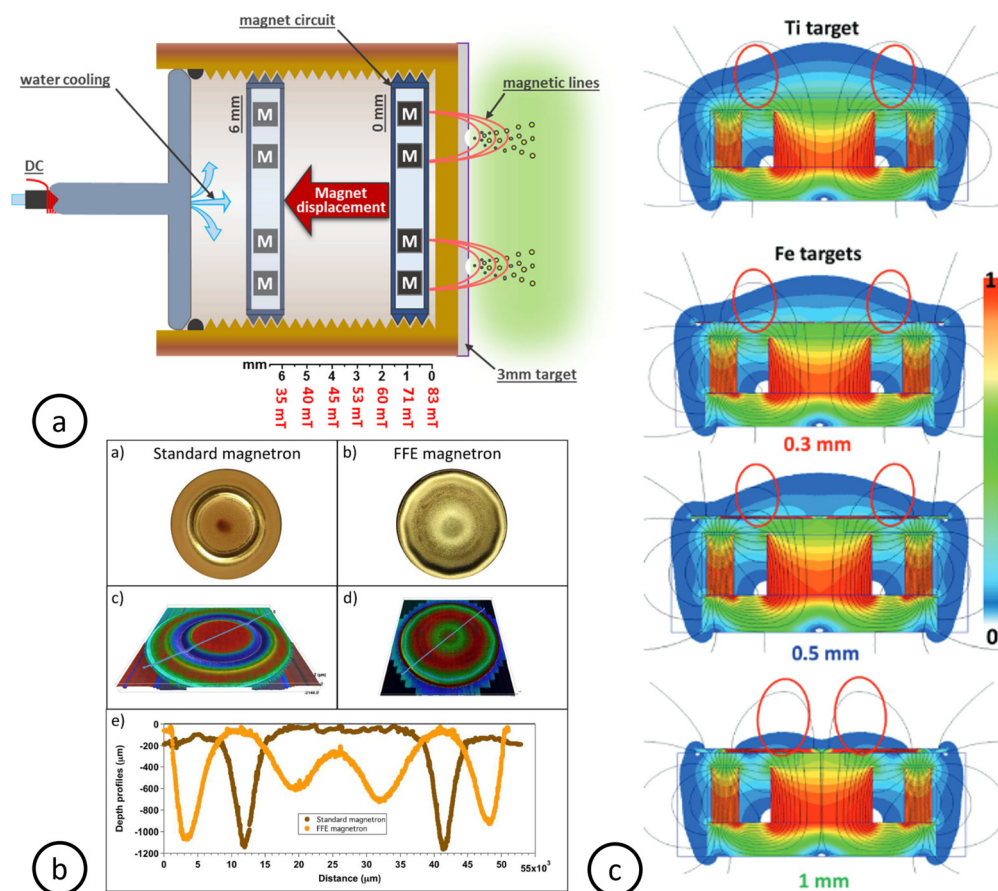 magnet circuit
water cooling
DC
6 mm
0 mm
magnetic lines
M
M
M
M
M
M
M
M
Magnet
displacement
3mm target
mm
6 5 4 3 2 1 0
35 mT
40 mT
45 mT
53 mT
60 mT
71 mT
83 mT
a
a)
Standard magnetron
b)
FFE magnetron
c)
d)
e)
Depth profiles (μm)
0
-200
-400
-600
-800
-1000
-1200
Standard magnetron
FFE magnetron
0 5 10 15 20 25 30 35 40 45 50 55x10³
Distance (μm)
b
Ti target
Fe targets
1
0.3 mm
0
0.5 mm
1 mm
c